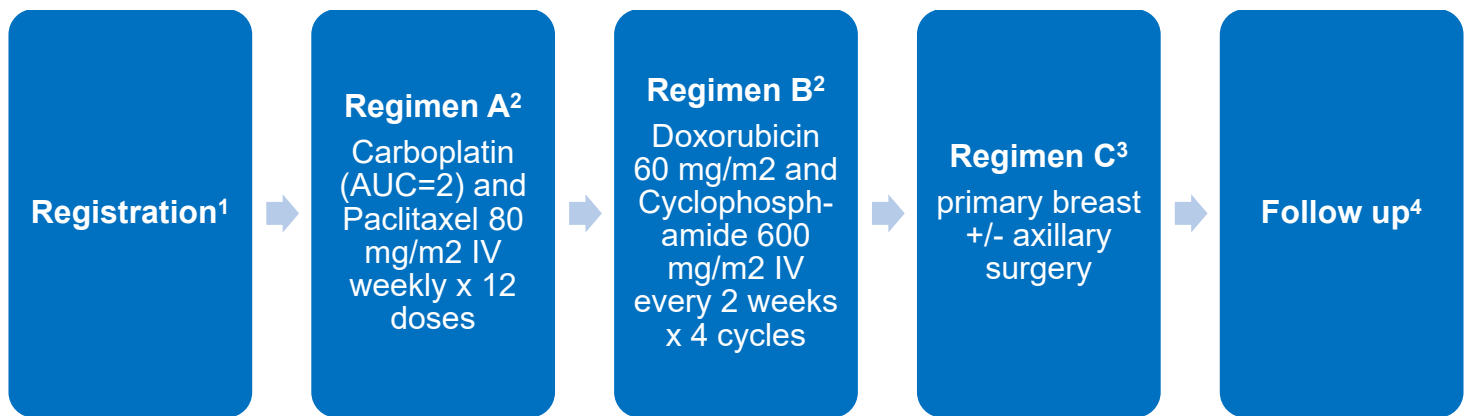 Registration¹
Regimen A²
Carboplatin
(AUC=2) and
Paclitaxel 80
mg/m2 IV
weekly x 12
doses
Regimen B²
Doxorubicin
60 mg/m2 and
Cyclophosph-
amide 600
mg/m2 IV
every 2 weeks
x 4 cycles
Regimen C³
primary breast
+/- axillary
surgery
Follow up⁴